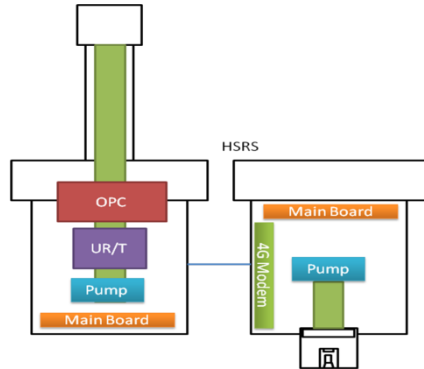 HSRS
OPC
Main Board
UR/T
4G Modem
Pump
Pump
Main Board